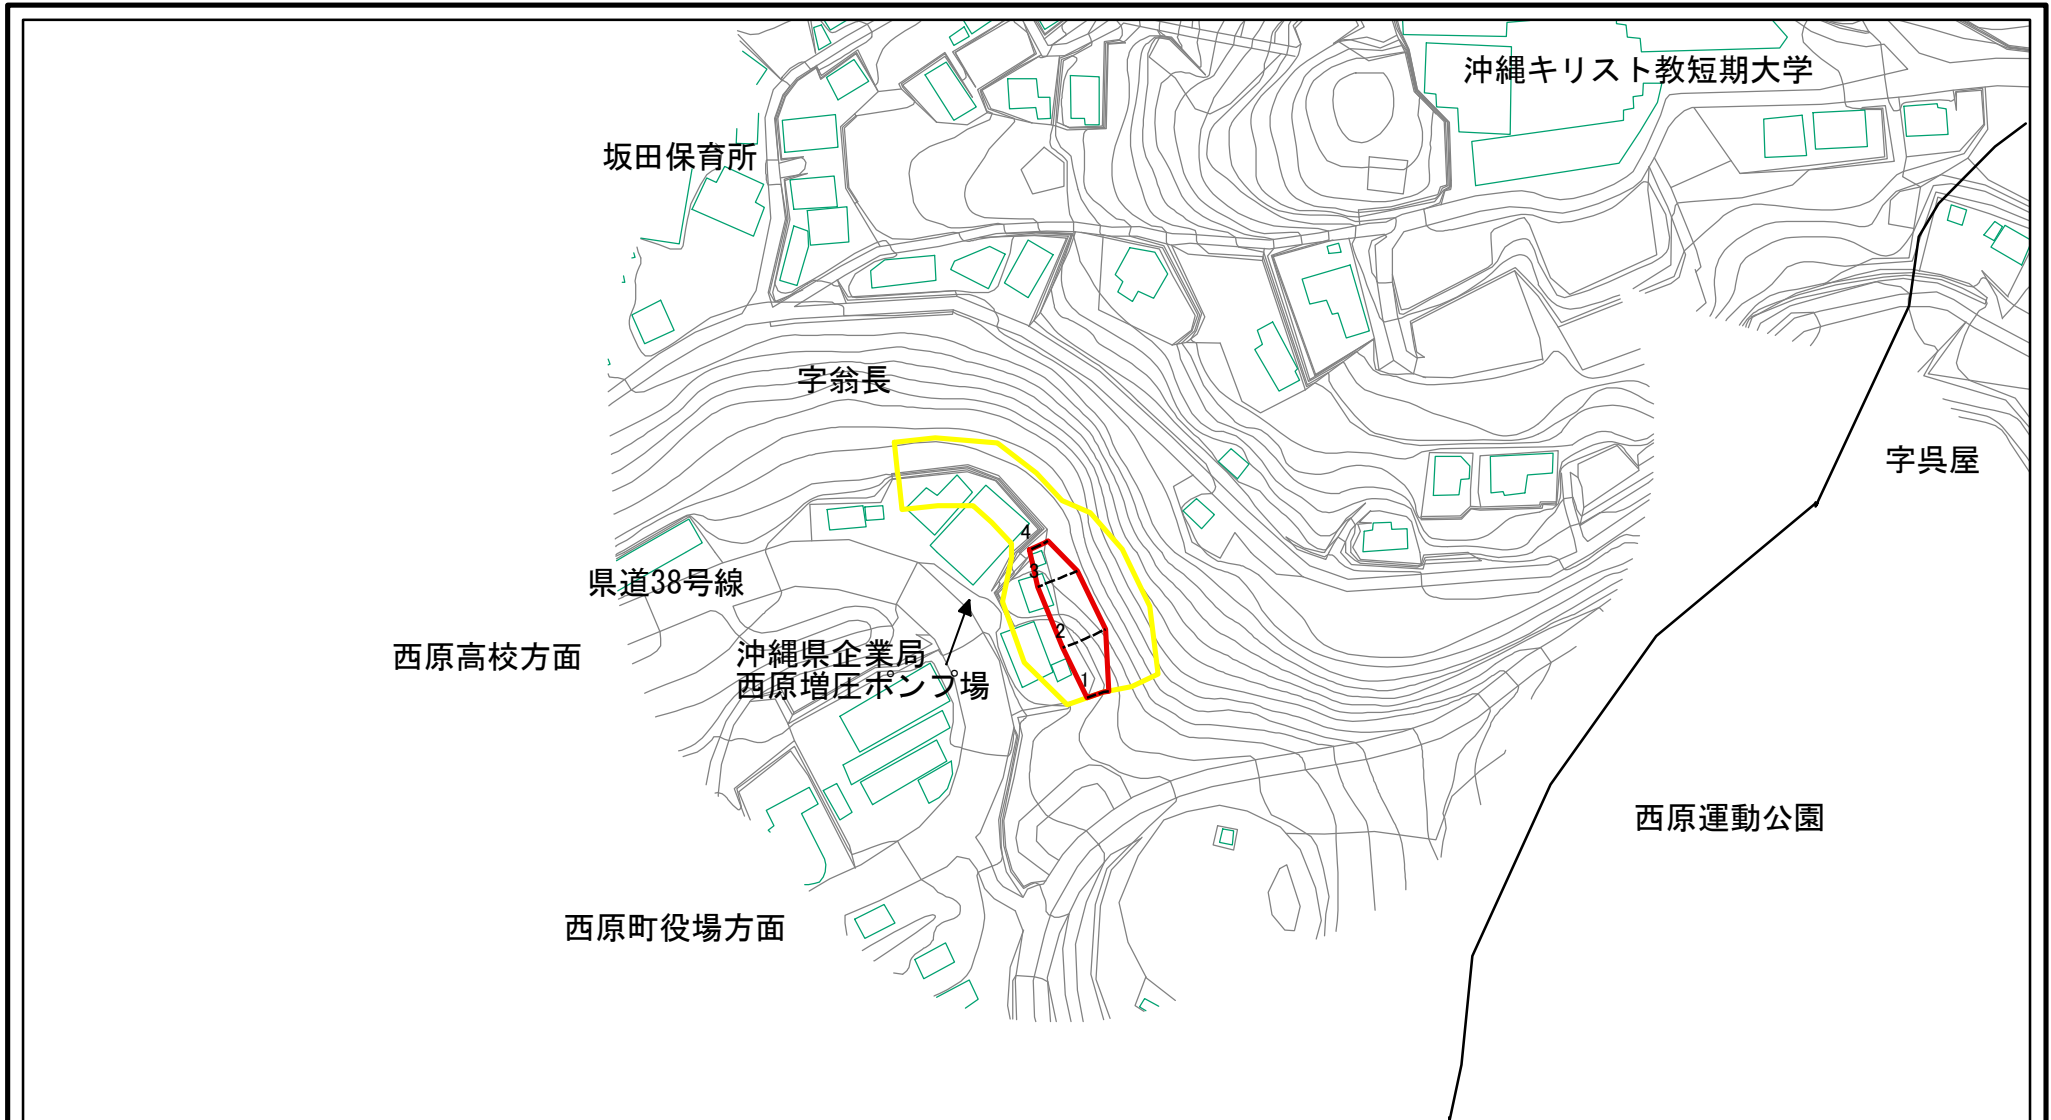 沖縄キリスト教短期大学
坂田保育所
字翁長
字呉屋
4
3
県道38号線
2
沖縄県企業局
西原増圧ポンプ場
西原高校方面
1
西原運動公園
西原町役場方面